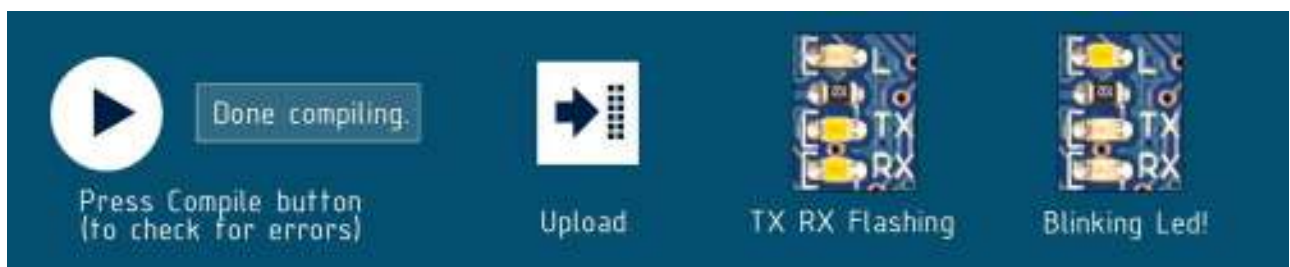 Done compiling.
Press Compile button
(to check for errors)
Upload
L
TX
RX
TX RX Flashing
L
TX
RX
Blinking Led!